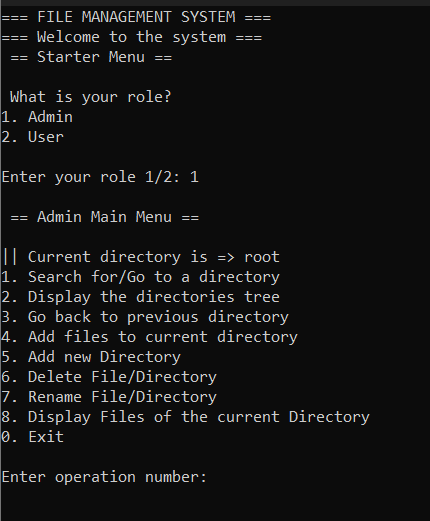 === FILE MANAGEMENT SYSTEM ===
=== Welcome to the system ===
== Starter Menu ==
What is your role?
1. Admin
2. User
Enter your role 1/2: 1
== Admin Main Menu ==
|| Current directory is => root
1. Search for/Go to a directory
2. Display the directories tree
3. Go back to previous directory
4. Add files to current directory
5. Add new Directory
6. Delete File/Directory
7. Rename File/Directory
8. Display Files of the current Directory
0. Exit
Enter operation number: